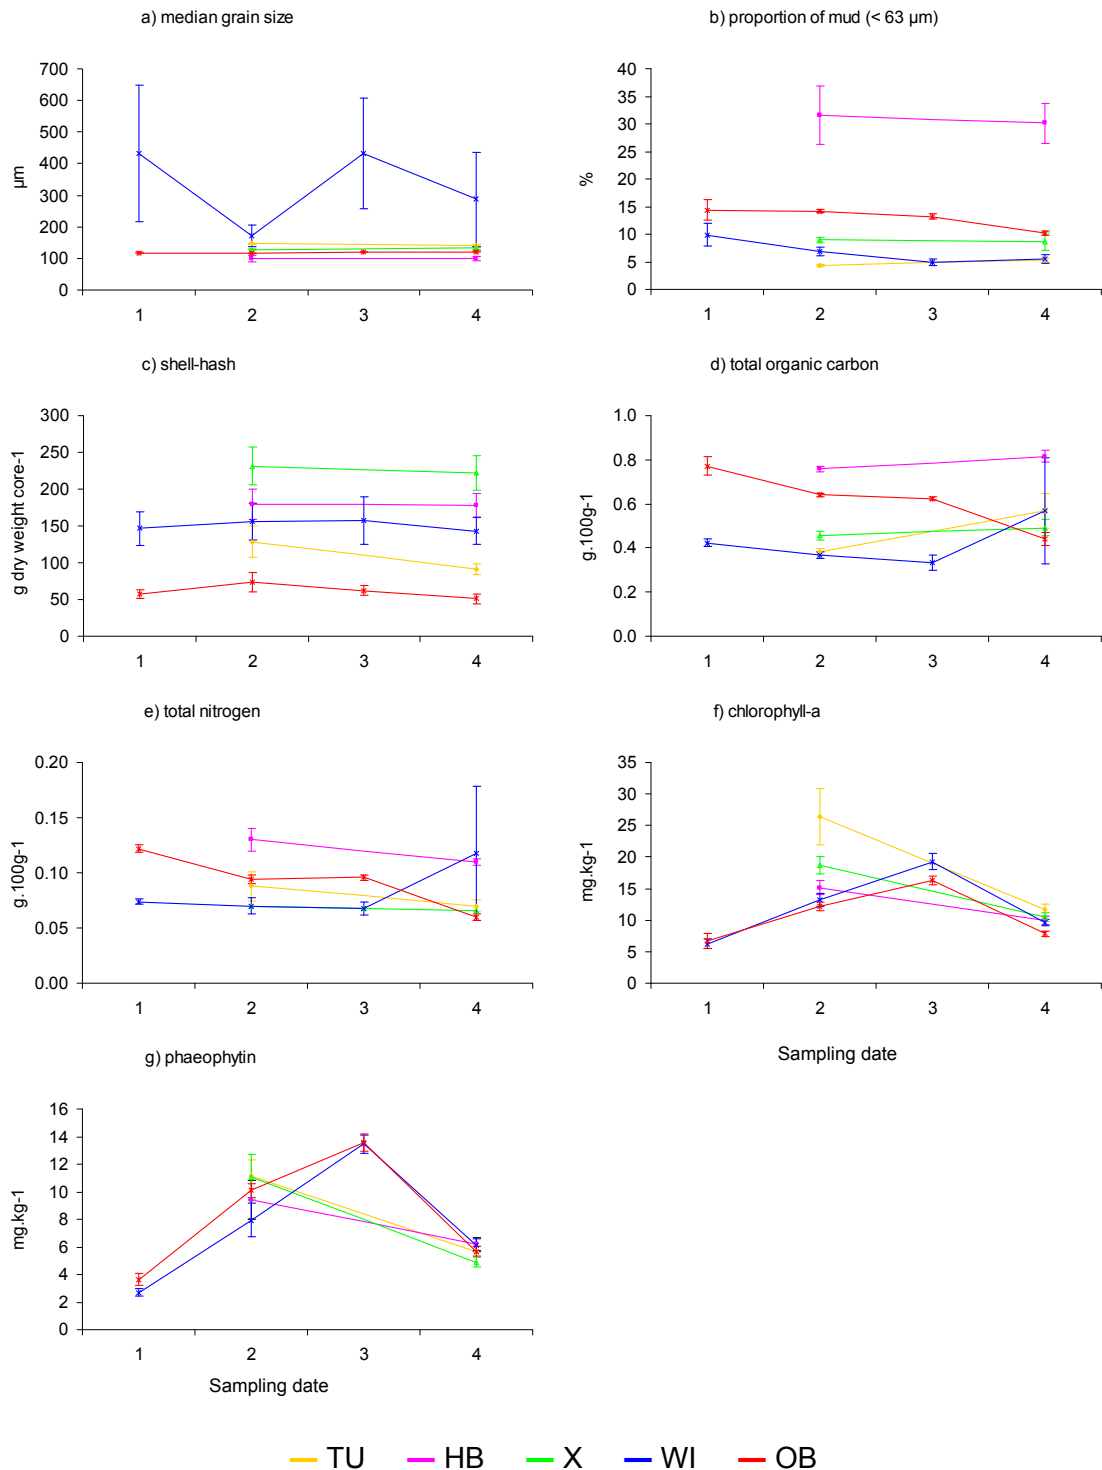 a) median grain size
b) proportion of mud (< 63 µm)
700
600
500
400
300
200
100
0
µm
1 2 3 4
40
35
30
25
20
15
10
5
0
%
1 2 3 4
c) shell-hash
d) total organic carbon
300
250
200
150
100
50
0
g dry weight core-1
1 2 3 4
1.0
0.8
0.6
0.4
0.2
0.0
g.100g-1
1 2 3 4
e) total nitrogen
f) chlorophyll-a
0.20
0.15
0.10
0.05
0.00
g.100g-1
1 2 3 4
35
30
25
20
15
10
5
0
mg.kg-1
1 2 3 4
Sampling date
g) phaeophytin
16
14
12
10
8
6
4
2
0
mg.kg-1
1 2 3 4
Sampling date
TU HB X WI OB